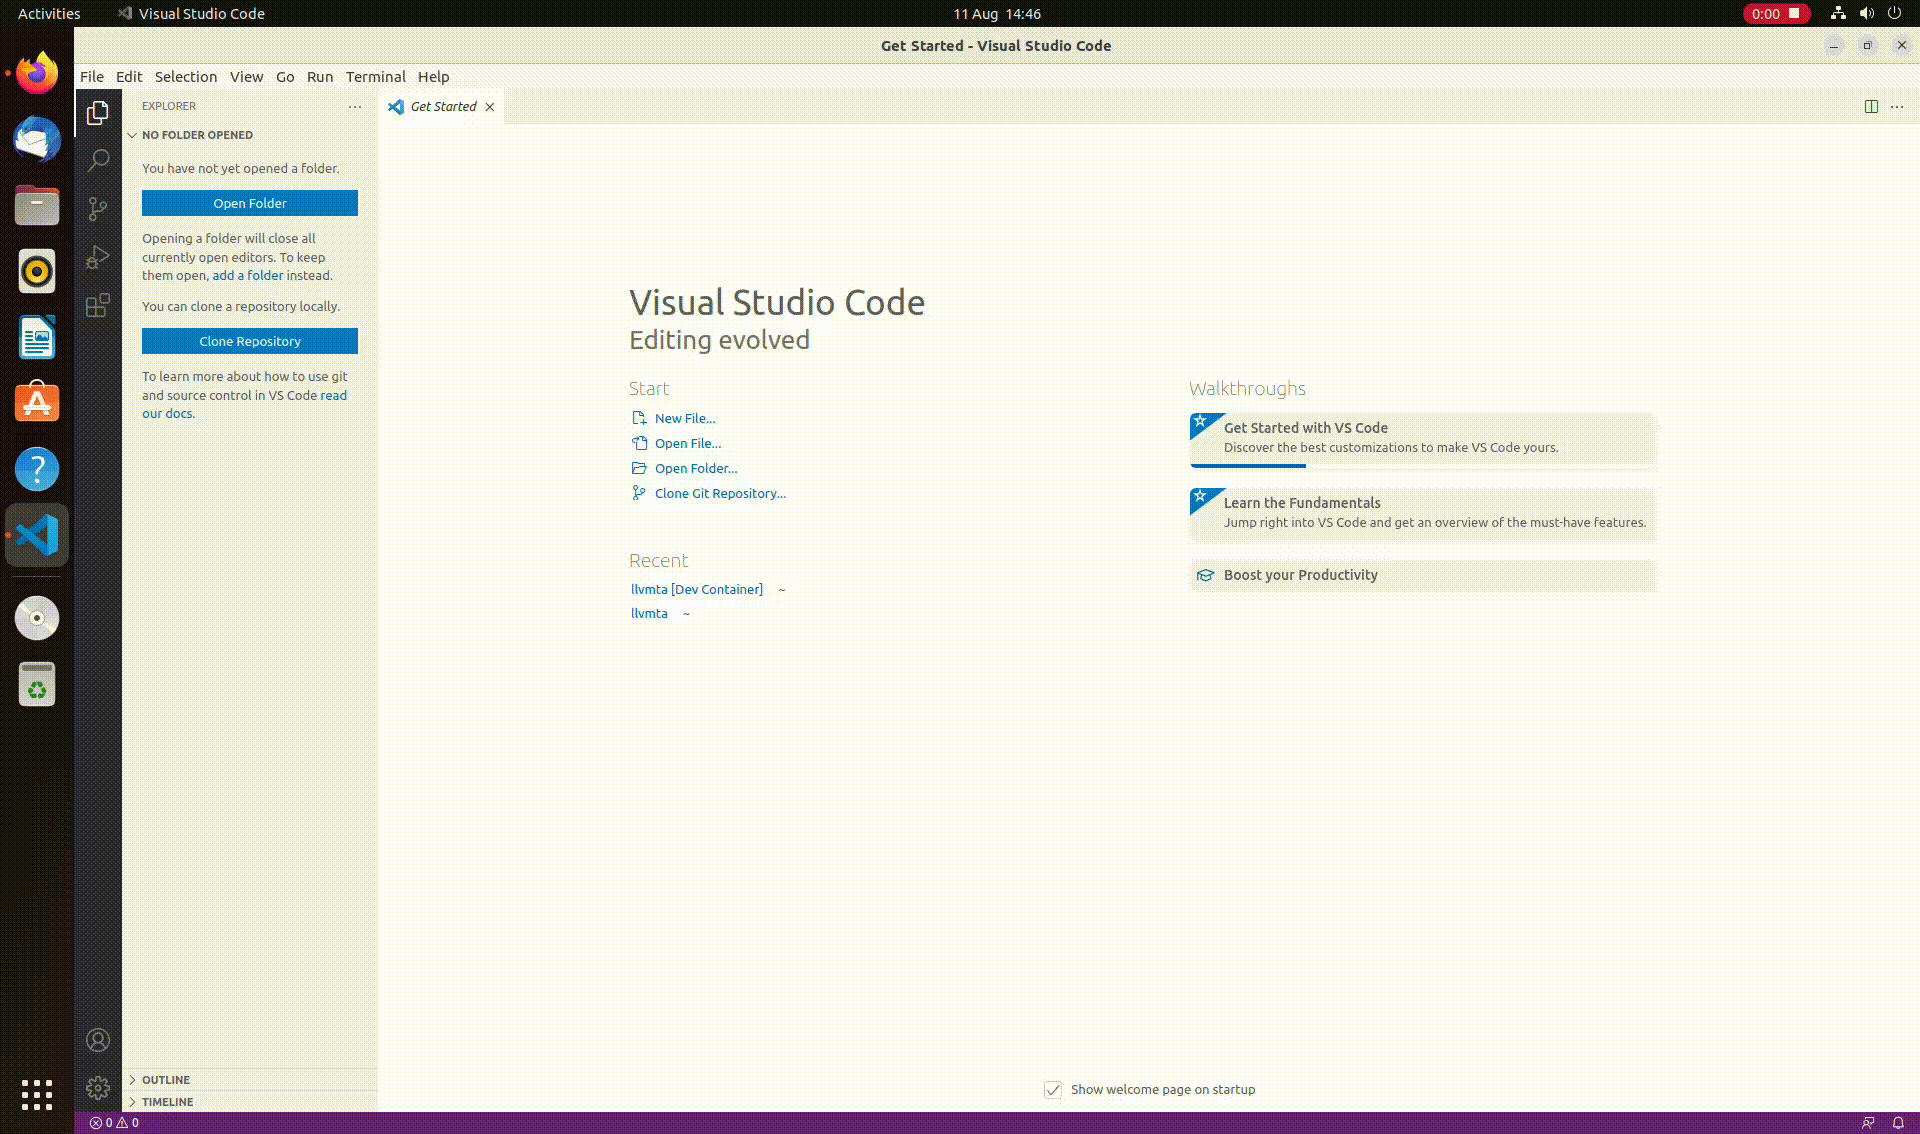 Activities
Visual Studio Code
11 Aug 14:46
0:00
Get Started - Visual Studio Code
File Edit Selection View Go Run Terminal Help
EXPLORER
NO FOLDER OPENED
You have not yet opened a folder.
Open Folder
Opening a folder will close all
currently open editors. To keep
them open, add a folder instead.
You can clone a repository locally.
Clone Repository
To learn more about how to use git
and source control in VS Code read
our docs.
OUTLINE
TIMELINE
Get Started
Visual Studio Code
Editing evolved
Start
New File...
Open File...
Open Folder...
Clone Git Repository...
Recent
llvmta [Dev Container] ~
llvmta ~
Walkthroughs
Get Started with VS Code
Discover the best customizations to make VS Code yours.
Learn the Fundamentals
Jump right into VS Code and get an overview of the must-have features.
Boost your Productivity
Show welcome page on startup
0 0